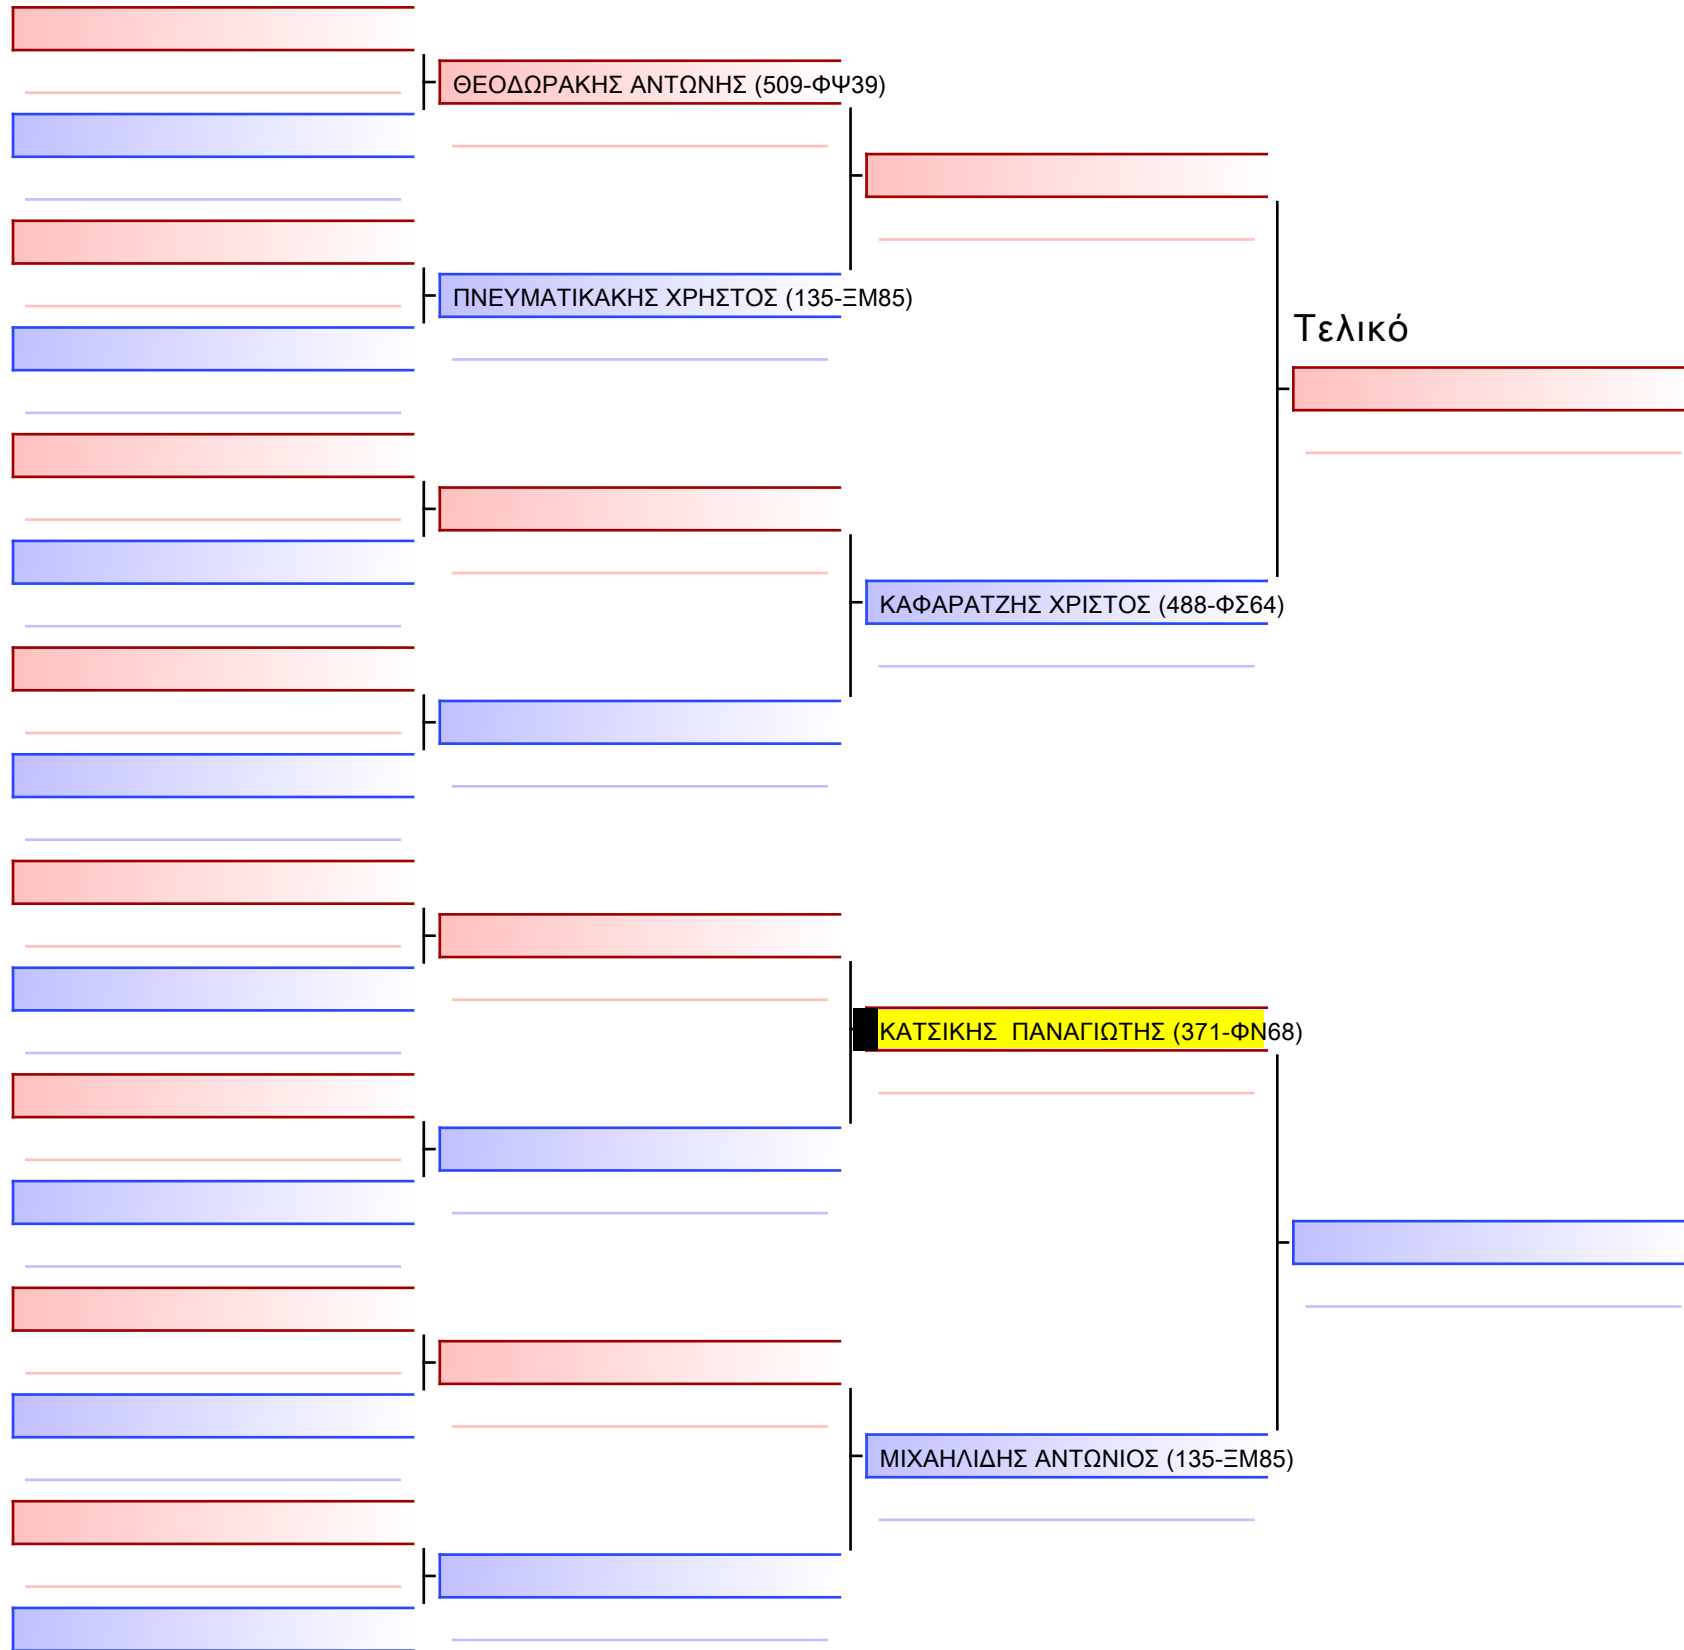 ΘΕΟΔΩΡΑΚΗΣ ΑΝΤΩΝΗΣ (509-ΦΨ39)
ΠΝΕΥΜΑΤΙΚΑΚΗΣ ΧΡΗΣΤΟΣ (135-ΞΜ85)
Τελικό
ΚΑΦΑΡΑΤΖΗΣ ΧΡΙΣΤΟΣ (488-ΦΣ64)
ΚΑΤΣΙΚΗΣ  ΠΑΝΑΓΙΩΤΗΣ (371-ΦΝ68)
ΜΙΧΑΗΛΙΔΗΣ ΑΝΤΩΝΙΟΣ (135-ΞΜ85)